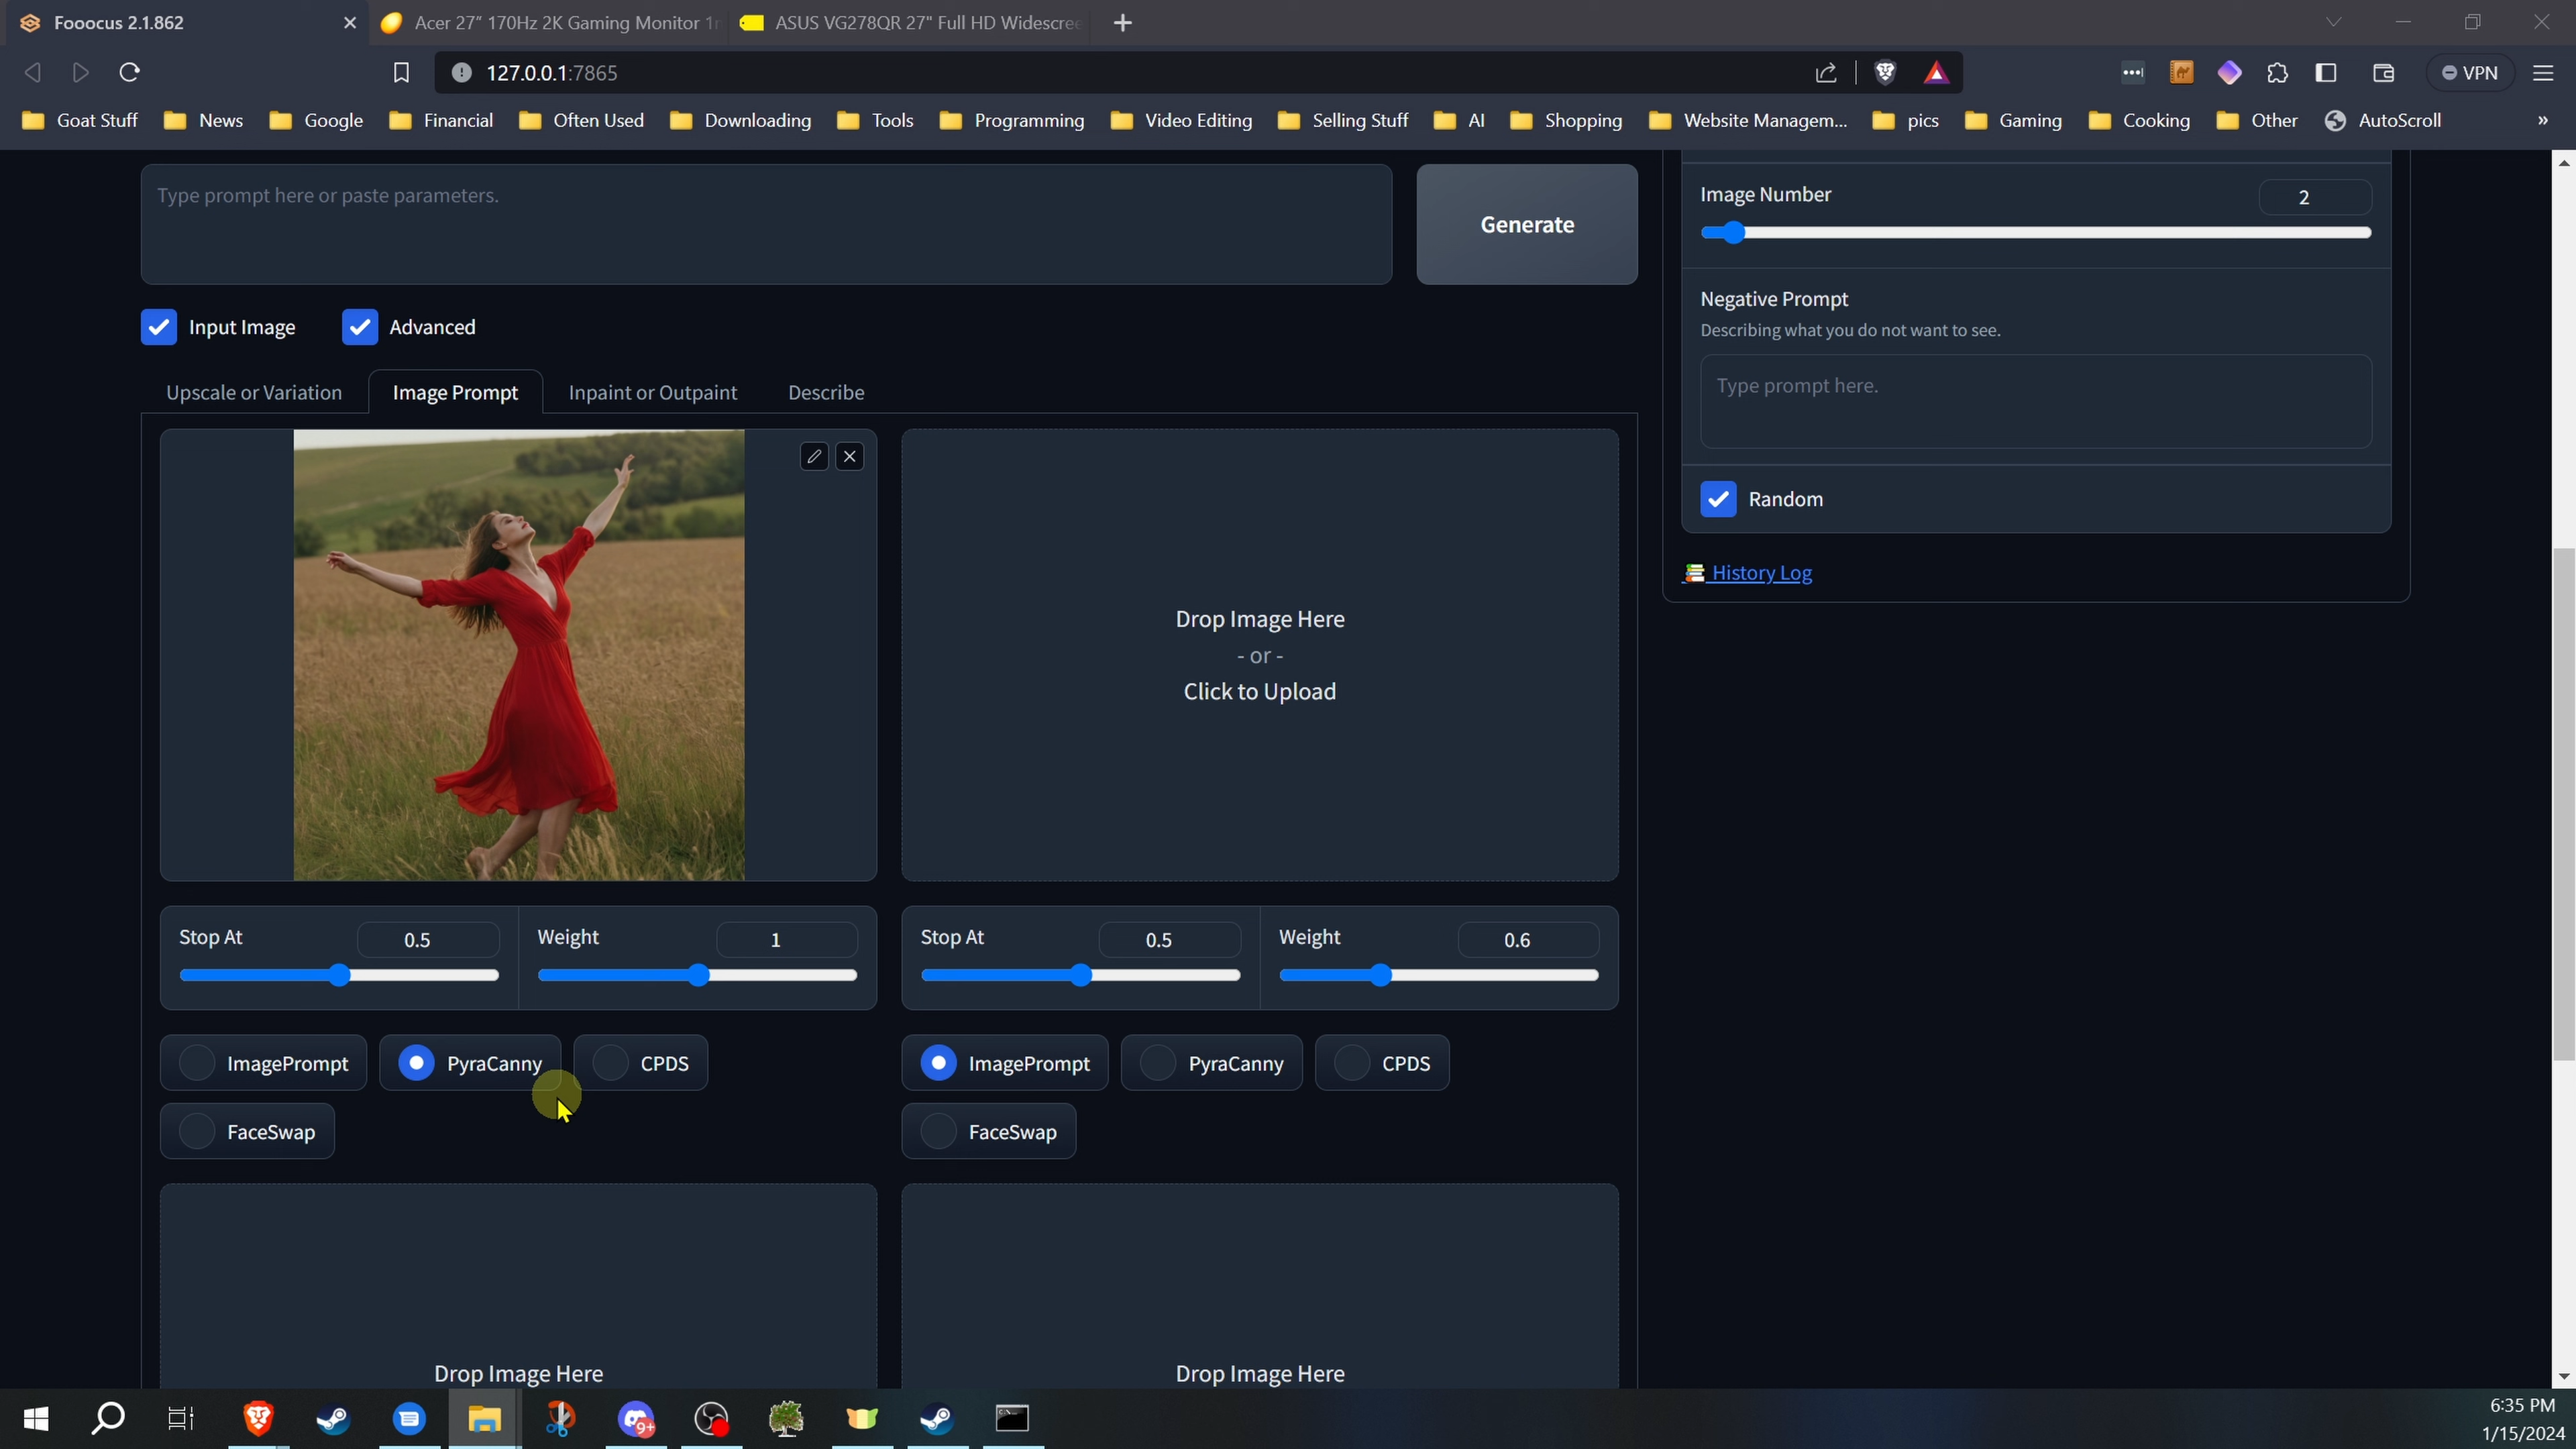 Fooocus 2.1.862
Acer 27" 170Hz 2K Gaming Monitor 1
ASUS VG278QR 27" Full HD Widescre
127.0.0.1:7865
VPN
Goat Stuff
News
Google
Financial
Often Used
Downloading
Tools
Programming
Video Editing
Selling Stuff
AI
Shopping
Website Managem...
pics
Gaming
Cooking
Other
AutoScroll
»
Type prompt here or paste parameters.
Generate
Image Number
2
Negative Prompt
Describing what you do not want to see.
Type prompt here.
Random
History Log
Input Image
Advanced
Upscale or Variation
Image Prompt
Inpaint or Outpaint
Describe
Drop Image Here
- or -
Click to Upload
Stop At
0.5
Weight
1
Stop At
0.5
Weight
0.6
ImagePrompt
PyraCanny
CPDS
FaceSwap
ImagePrompt
PyraCanny
CPDS
FaceSwap
Drop Image Here
Drop Image Here
9+
6:35 PM
1/15/2024